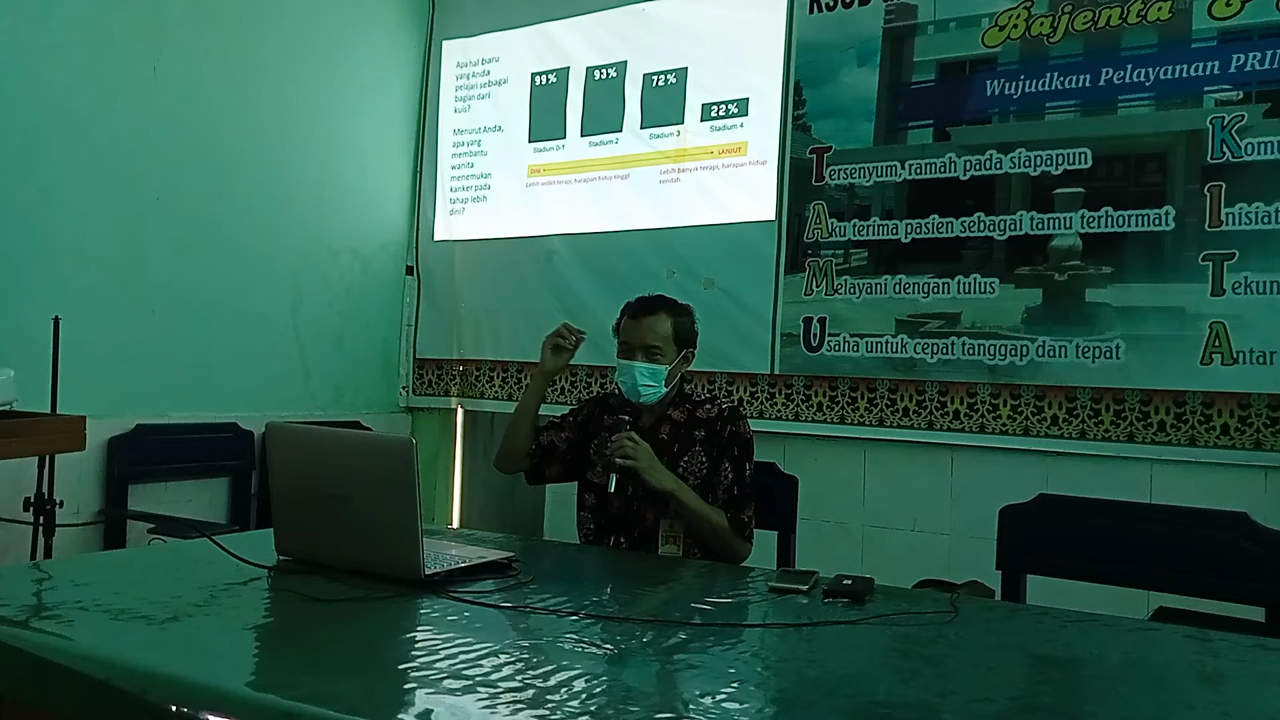 Apa hal baru
yang Anda
pelajari sebagai
bagian dari
kuis?
Menurut Anda,
apa yang
membantu
wanita
menemukan
kanker pada
tahap lebih
dini?
99%
93%
72%
22%
Stadium 0-1
Stadium 2
Stadium 3
Stadium 4
DINI
LANJUT
Lebih sedikit terapi, harapan hidup tinggi
Lebih banyak terapi, harapan hidup
rendah
RSUD
Bajenta &
Wujudkan Pelayanan PRIM
Tersenyum, ramah pada siapapun
Aku terima pasien sebagai tamu terhormat
Melayani dengan tulus
Usaha untuk cepat tanggap dan tepat
Komu
Inisiat
Tekun
Antar